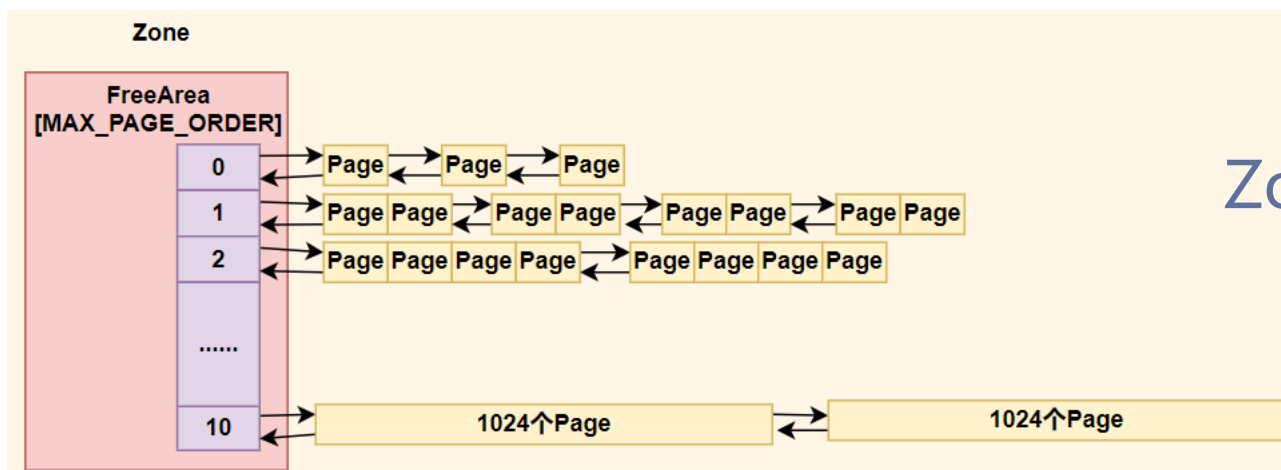 Zone
FreeArea
[MAX_PAGE_ORDER]
0 Page Page Page
1 Page Page Page Page Page Page Page Page
2 Page Page Page Page Page Page Page Page
......
10 1024个Page 1024个Page
Zo